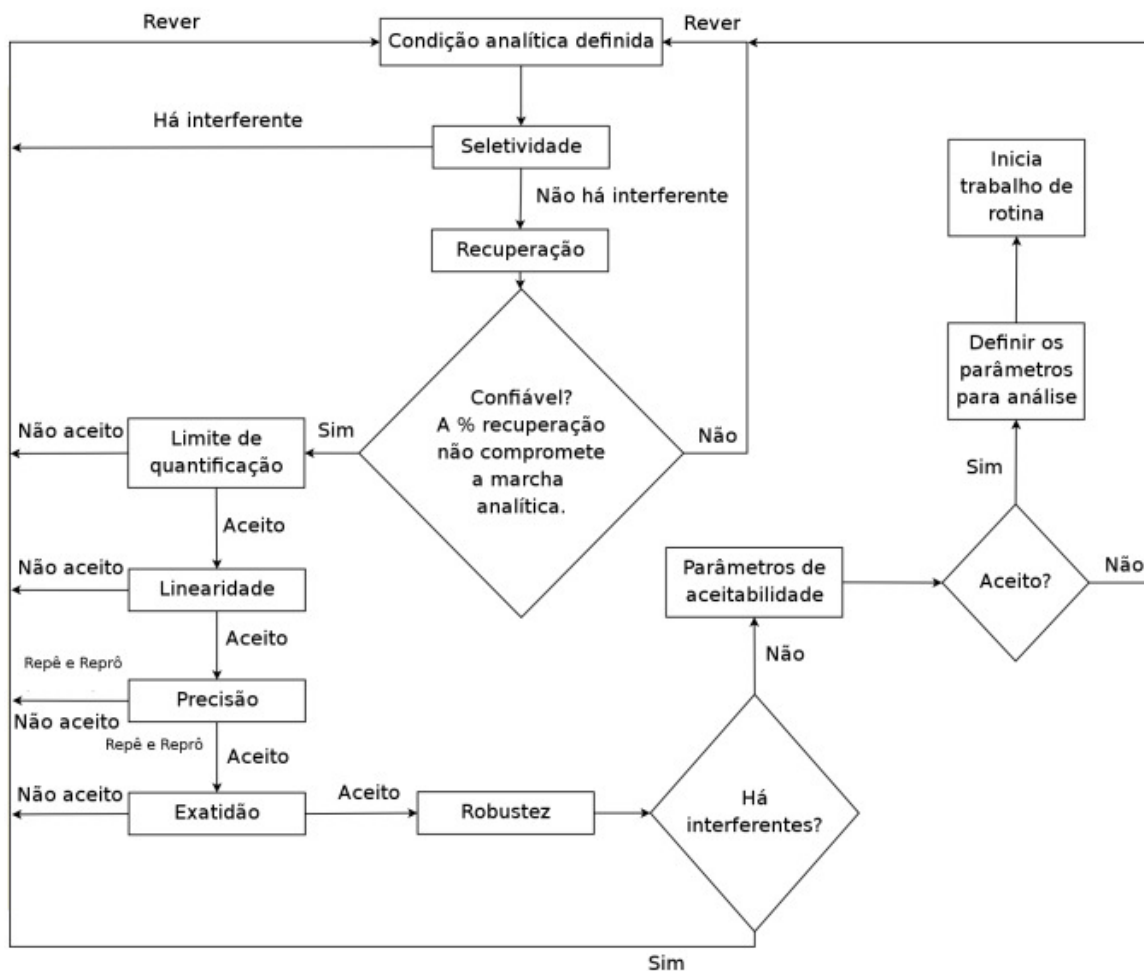 Rever
Condição analítica definida
Rever
Há interferente
Seletividade
Não há interferente
Recuperação
Inicia
trabalho de
rotina
Definir os
parâmetros
para análise
Confiável?
A % recuperação
não compromete
a marcha
analítica.
Não aceito
Limite de
quantificação
Sim
Não
Sim
Aceito
Não aceito
Linearidade
Parâmetros de
aceitabilidade
Aceito?
Não
Aceito
Não
Repê e Reprô
Precisão
Não aceito
Repê e Reprô
Aceito
Não aceito
Exatidão
Aceito
Robustez
Há
interferentes?
Sim